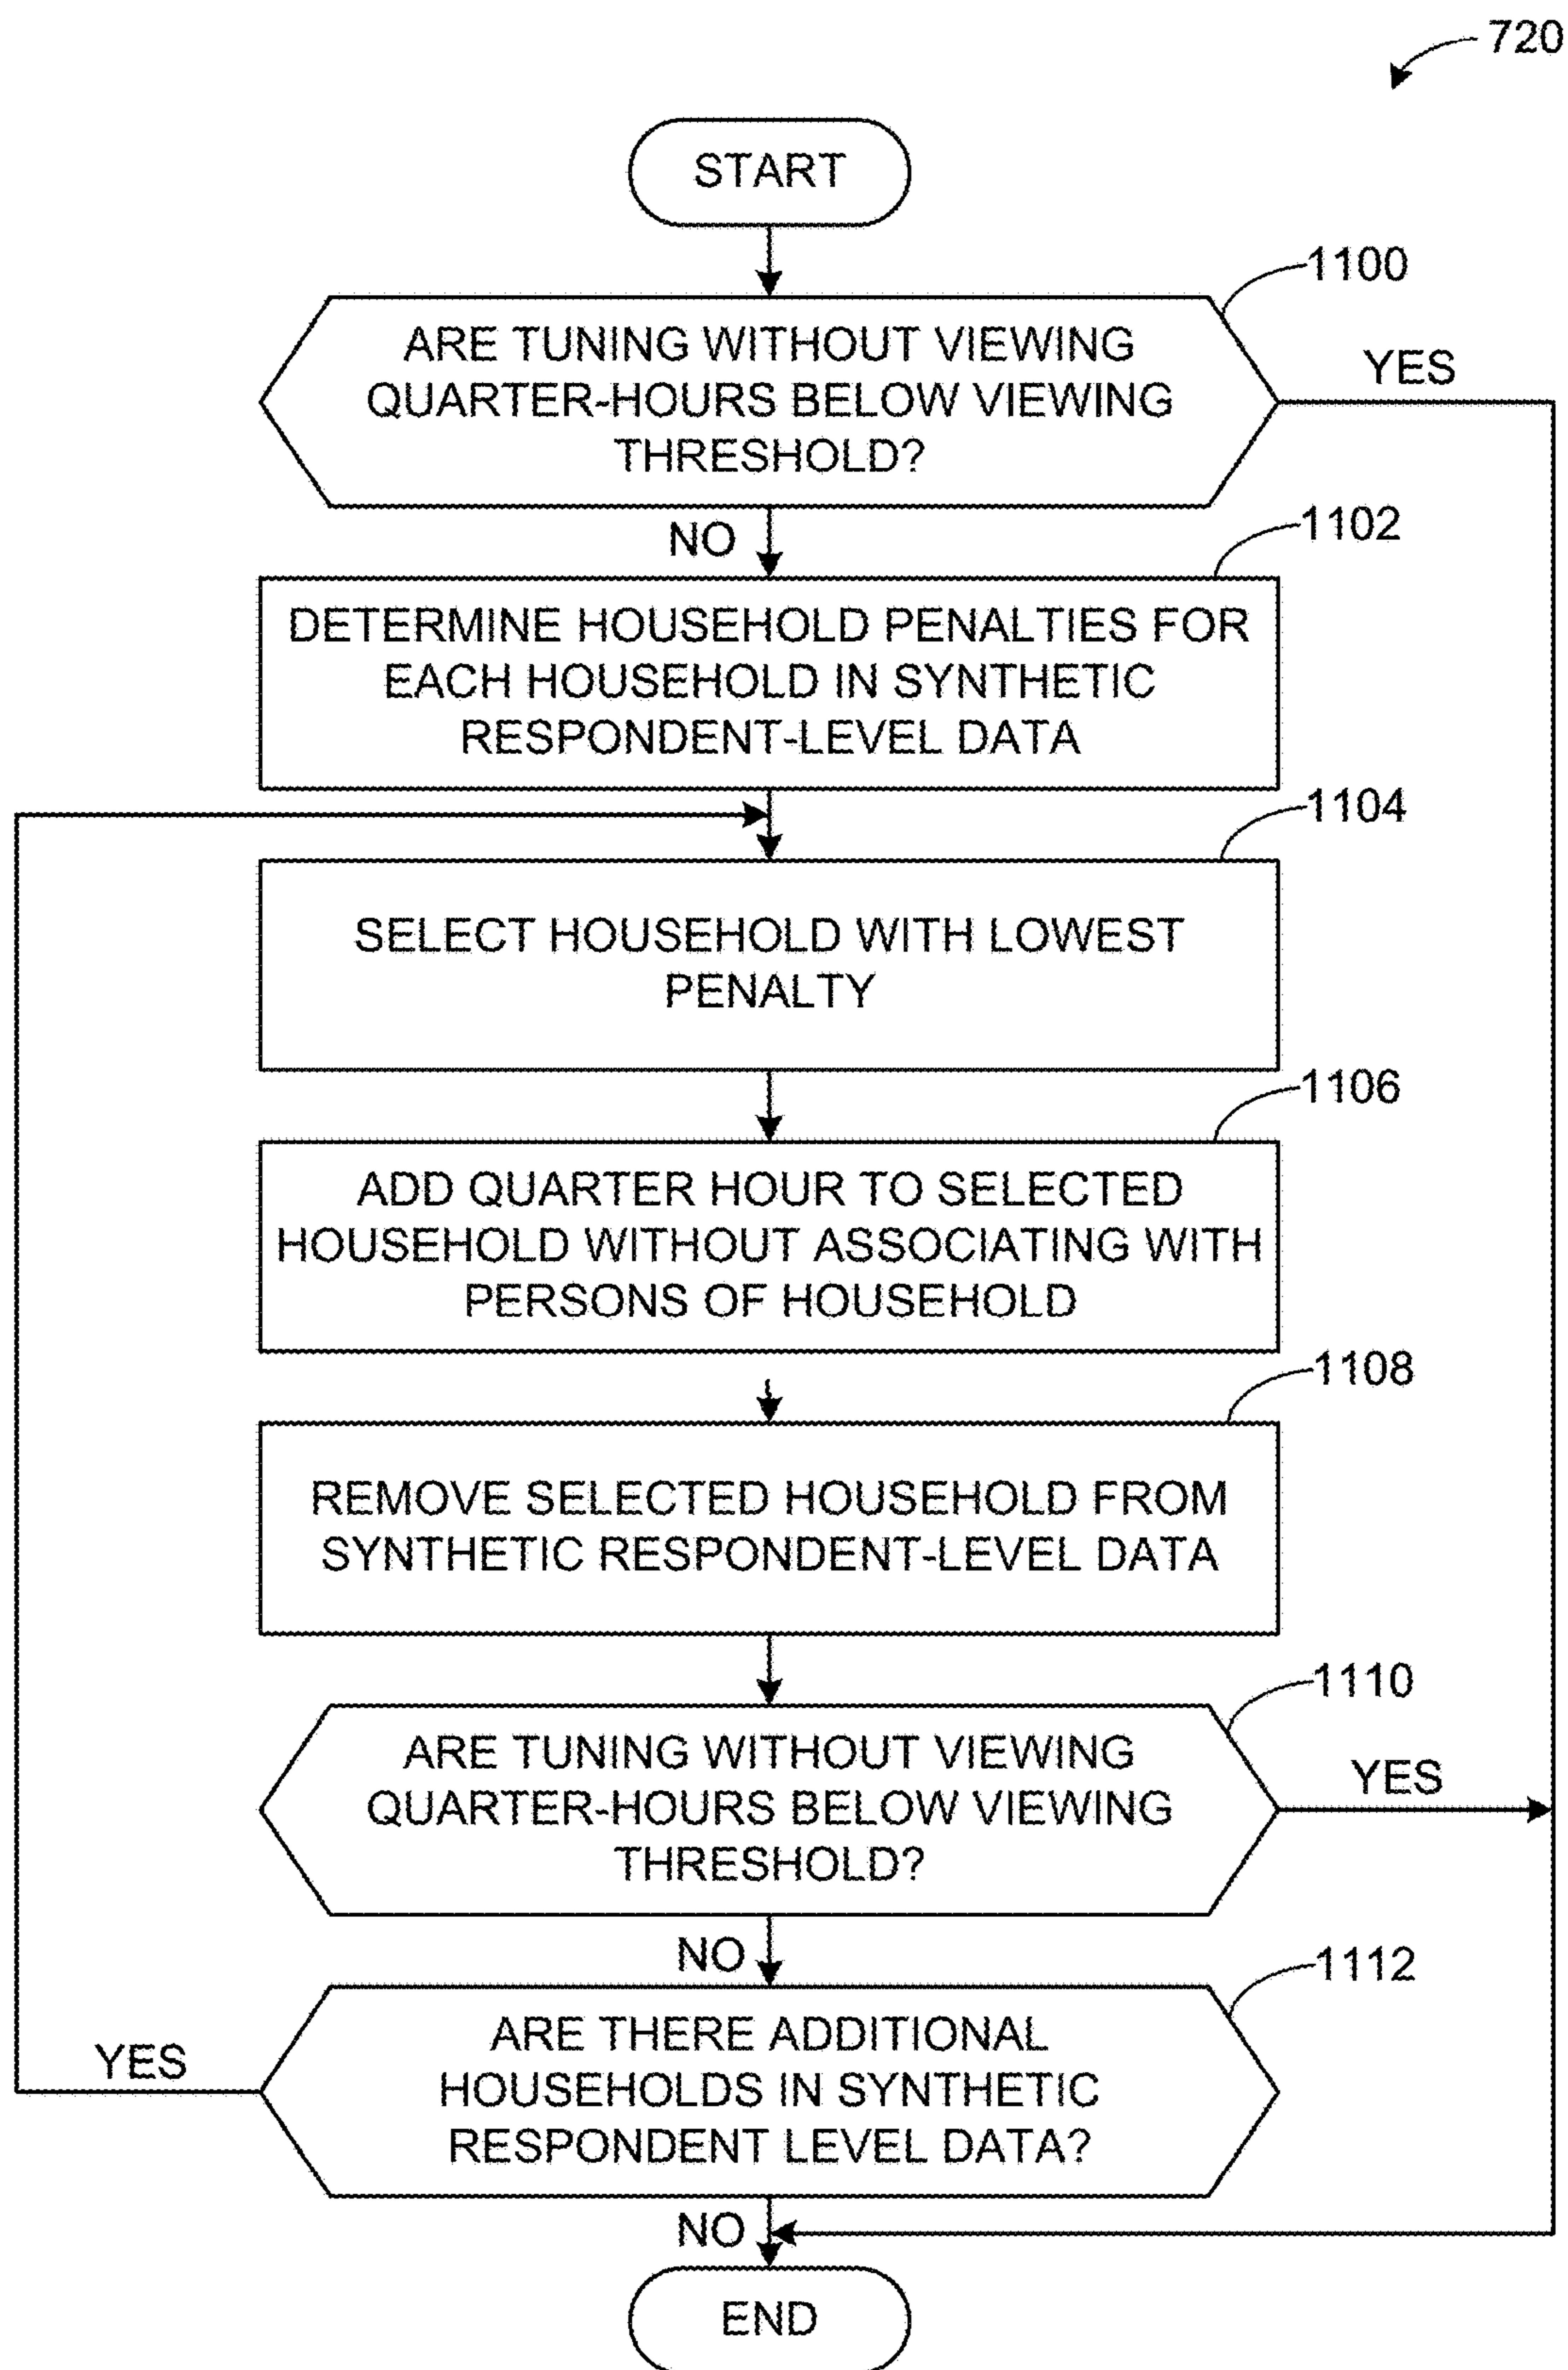 720
START
1100
ARE TUNING WITHOUT VIEWING
QUARTER-HOURS BELOW VIEWING
THRESHOLD?
YES
NO
1102
DETERMINE HOUSEHOLD PENALTIES FOR
EACH HOUSEHOLD IN SYNTHETIC
RESPONDENT-LEVEL DATA
1104
SELECT HOUSEHOLD WITH LOWEST
PENALTY
1106
ADD QUARTER HOUR TO SELECTED
HOUSEHOLD WITHOUT ASSOCIATING WITH
PERSONS OF HOUSEHOLD
1108
REMOVE SELECTED HOUSEHOLD FROM
SYNTHETIC RESPONDENT-LEVEL DATA
1110
ARE TUNING WITHOUT VIEWING
QUARTER-HOURS BELOW VIEWING
THRESHOLD?
YES
NO
1112
ARE THERE ADDITIONAL
HOUSEHOLDS IN SYNTHETIC
RESPONDENT LEVEL DATA?
YES
NO
END